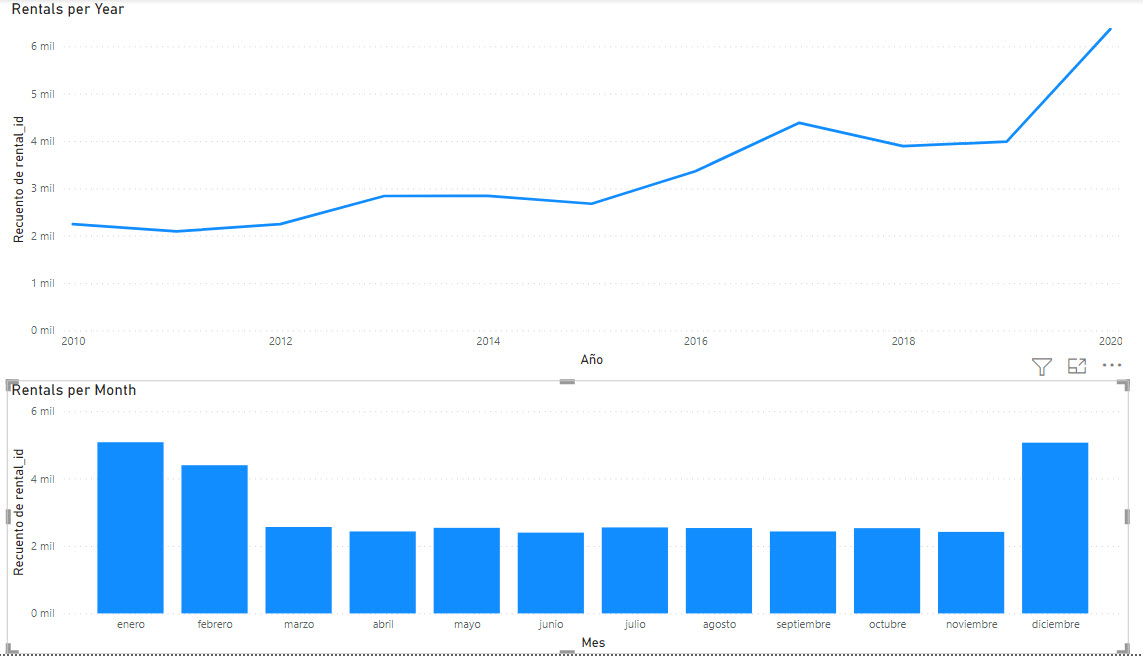 Rentals per Year
Recuento de rental_id
6 mil
5 mil
4 mil
3 mil
2 mil
1 mil
0 mil
2010 2012 2014 2016 2018 2020
Año
Rentals per Month
Recuento de rental_id
6 mil
4 mil
2 mil
0 mil
enero febrero marzo abril mayo junio julio agosto septiembre octubre noviembre diciembre
Mes